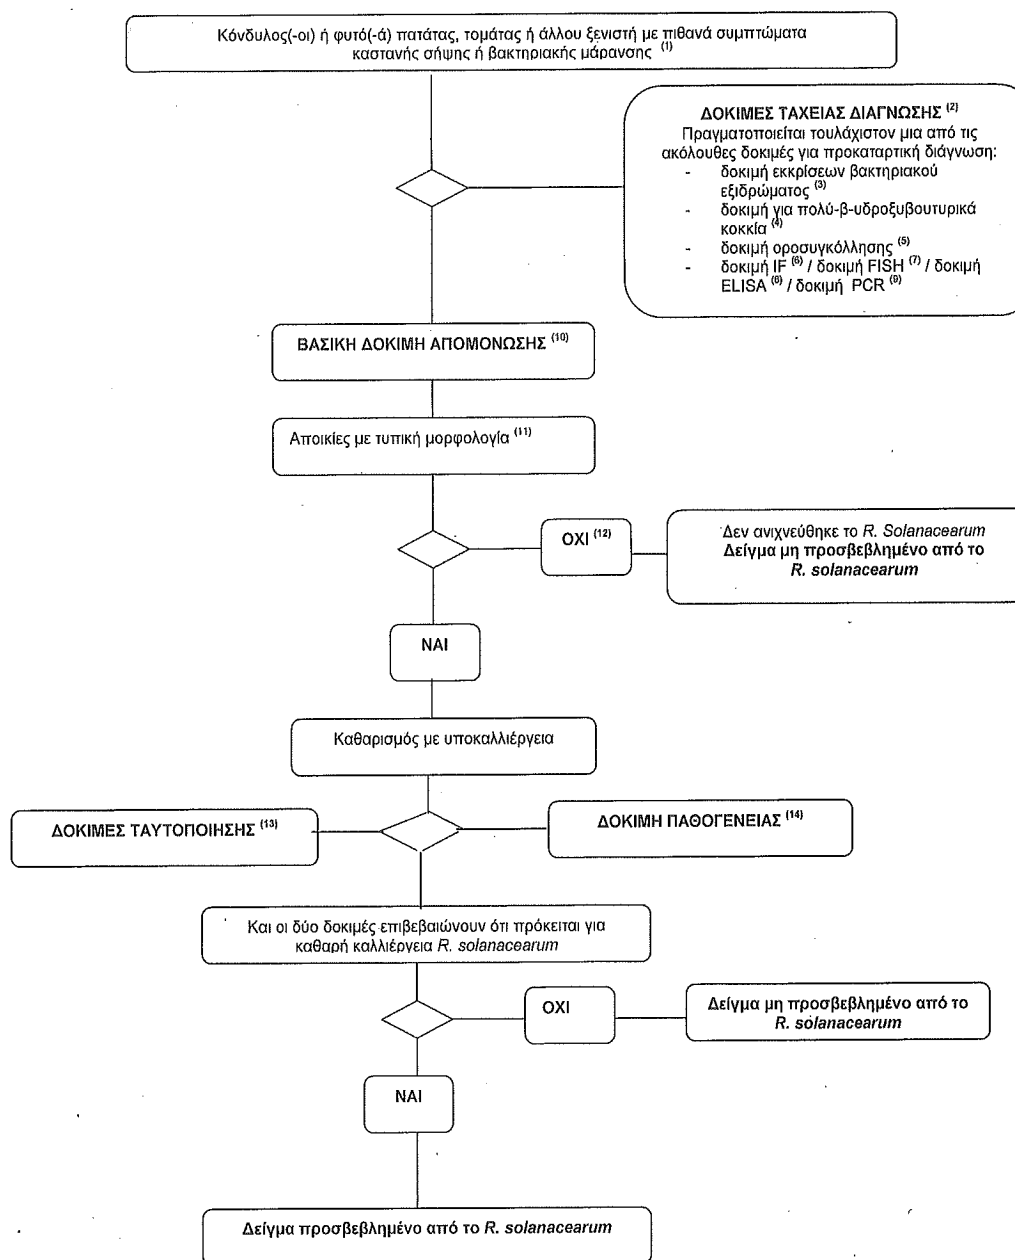 Κόνδυλος(-οι) ή φυτό(-ά) πατάτας, τομάτας ή άλλου ξενιστή με πιθανά συμπτώματα
καστανής σήψης ή βακτηριακής μάρανσης (1)
ΔΟΚΙΜΕΣ ΤΑΧΕΙΑΣ ΔΙΑΓΝΩΣΗΣ (2)
Πραγματοποιείται τουλάχιστον μια από τις
ακόλουθες δοκιμές για προκαταρτική διάγνωση:
- δοκιμή εκκρίσεων βακτηριακού
εξιδρώματος (3)
- δοκιμή για πολύ-β-υδροξυβουτυρικά
κοκκία (4)
- δοκιμή οροσυγκόλλησης (5)
- δοκιμή IF (6) / δοκιμή FISH (7) / δοκιμή
ELISA (8) / δοκιμή PCR (9)
ΒΑΣΙΚΗ ΔΟΚΙΜΗ ΑΠΟΜΟΝΩΣΗΣ (10)
Αποικίες με τυπική μορφολογία (11)
ΟΧΙ (12)
Δεν ανιχνεύθηκε το R. Solanacearum
Δείγμα μη προσβεβλημένο από το
R. solanacearum
ΝΑΙ
Καθαρισμός με υποκαλλιέργεια
ΔΟΚΙΜΕΣ ΤΑΥΤΟΠΟΙΗΣΗΣ (13)
ΔΟΚΙΜΗ ΠΑΘΟΓΕΝΕΙΑΣ (14)
Και οι δύο δοκιμές επιβεβαιώνουν ότι πρόκειται για
καθαρή καλλιέργεια R. solanacearum
ΟΧΙ
Δείγμα μη προσβεβλημένο από το
R. solanacearum
ΝΑΙ
Δείγμα προσβεβλημένο από το R. solanacearum